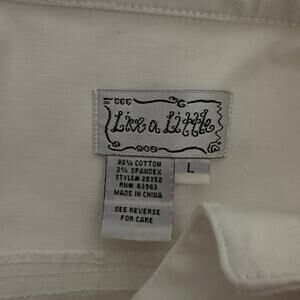 Live a Little
L
98% COTTON
2% SPANDEX
STYLE# 25352
RN# 63963
MADE IN CHINA
SEE REVERSE
FOR CARE